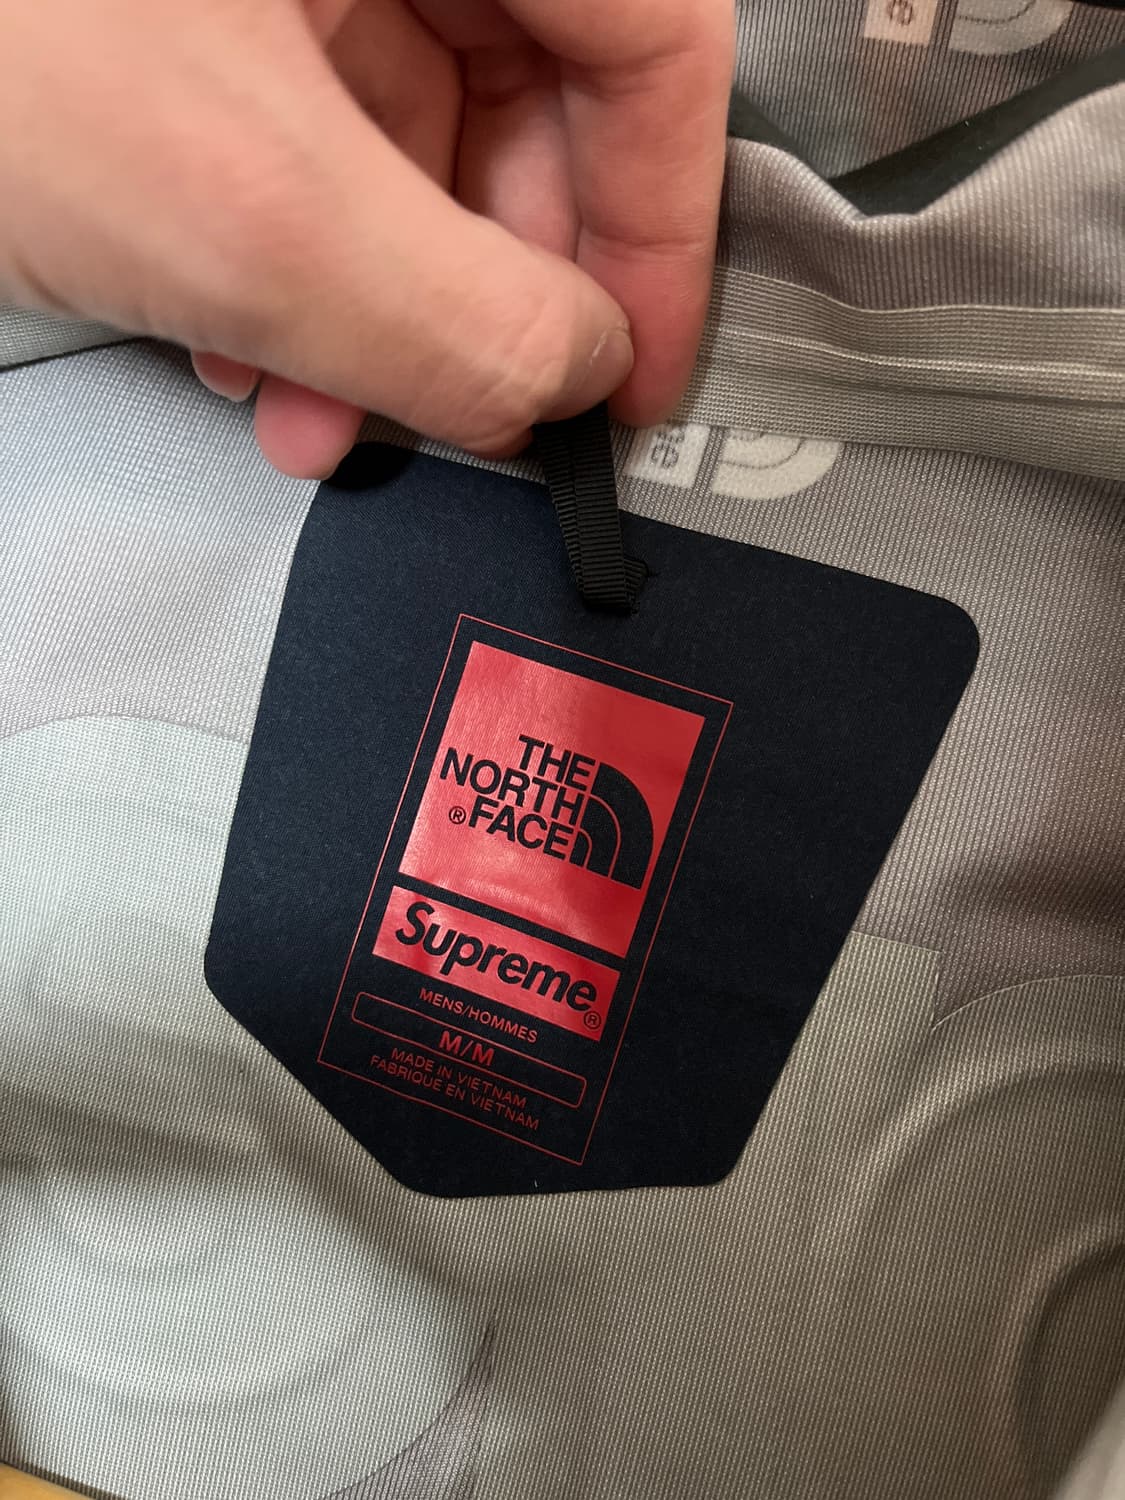 THE
NORTH
® FACE
Supreme®
MENS/HOMMES
M/M
MADE IN VIETNAM
FABRIQUE EN VIETNAM
e
e